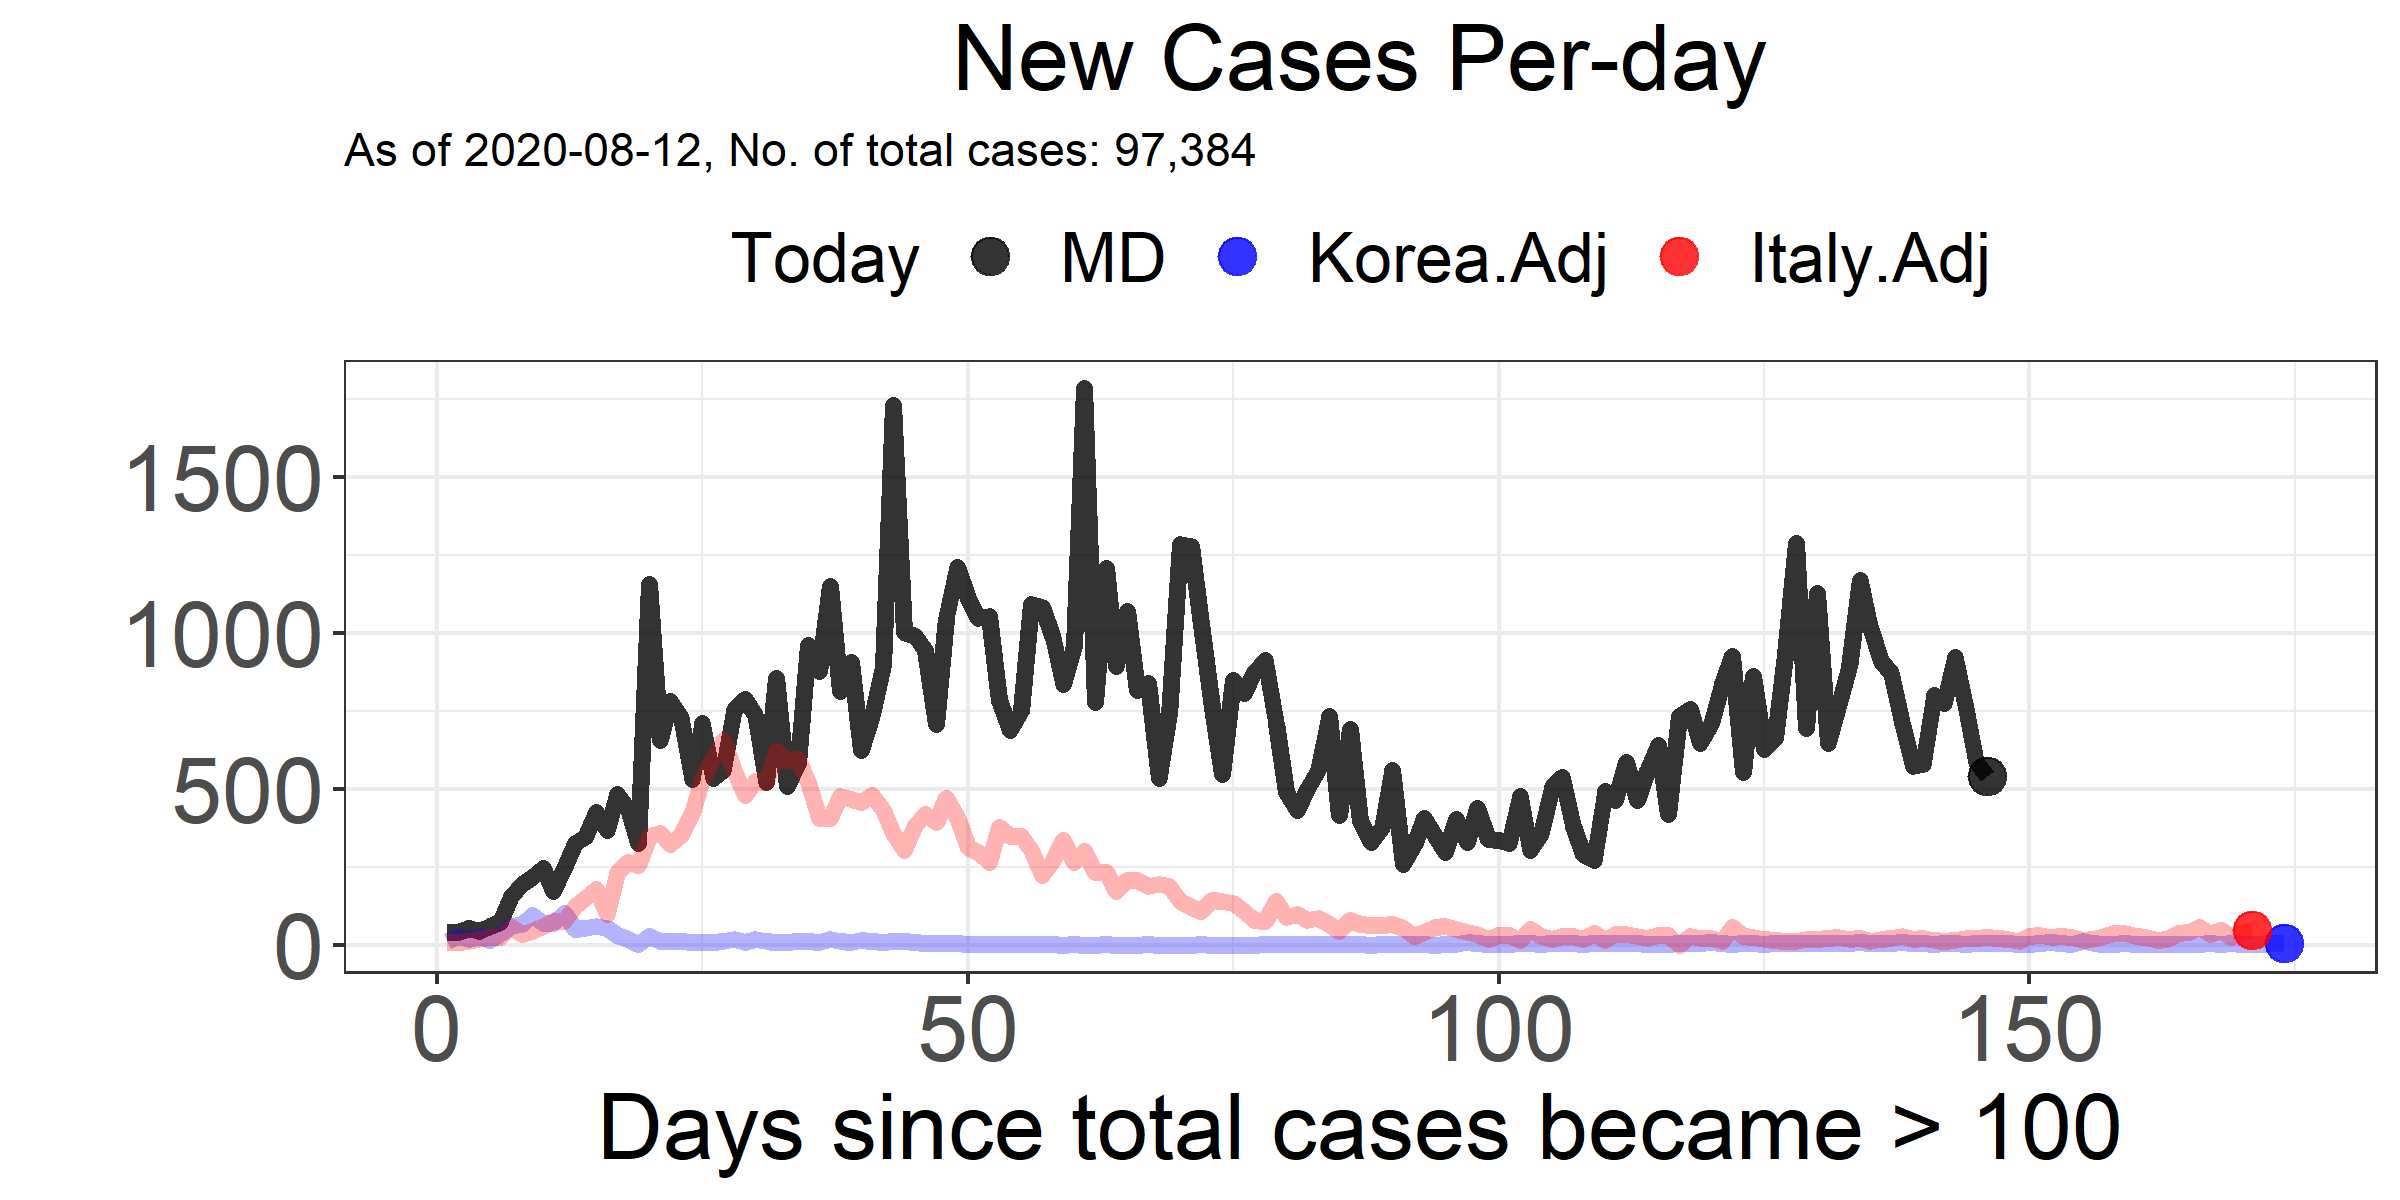 New Cases Per-day
As of 2020-08-12, No. of total cases: 97,384
Today MD Korea.Adj Italy.Adj
1500
1000
500
0
0 50 100 150
Days since total cases became > 100